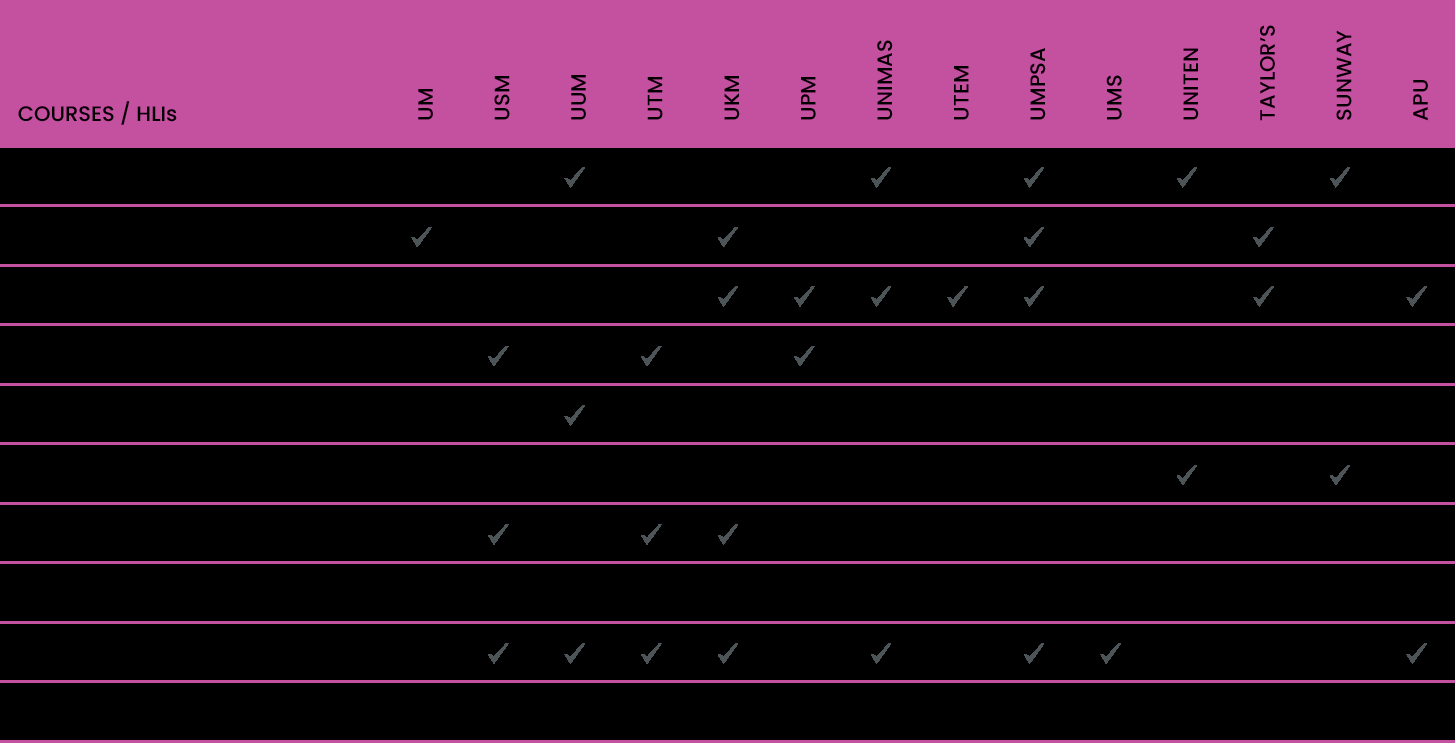 COURSES / HLIs UM USM UUM UTM UKM UPM UNIMAS UTEM UMPSA UMS UNITEN TAYLOR'S SUNWAY APU
✓ ✓ ✓ ✓ ✓
✓ ✓ ✓ ✓
✓ ✓ ✓ ✓ ✓ ✓ ✓
✓ ✓ ✓
✓
✓ ✓
✓ ✓ ✓
✓ ✓ ✓ ✓ ✓ ✓ ✓ ✓